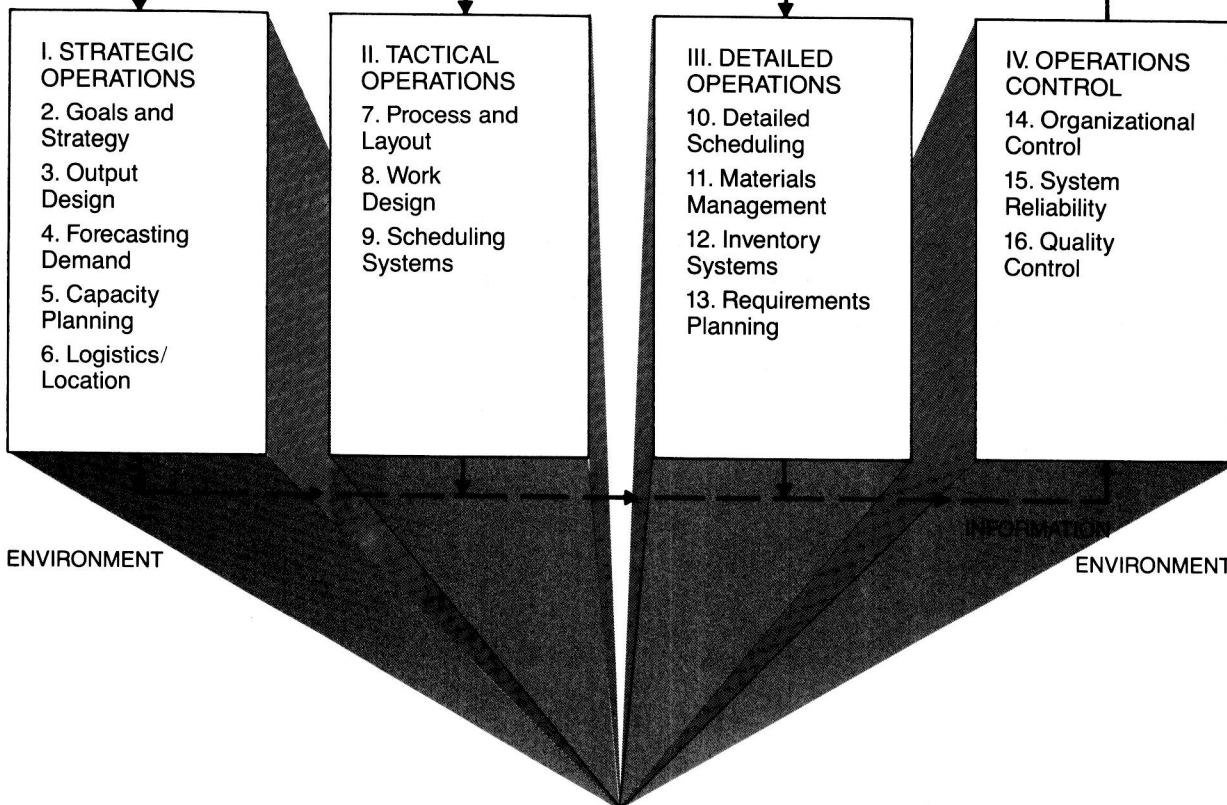 I. STRATEGIC
OPERATIONS
2. Goals and
Strategy
3. Output
Design
4. Forecasting
Demand
5. Capacity
Planning
6. Logistics/
Location
II. TACTICAL
OPERATIONS
7. Process and
Layout
8. Work
Design
9. Scheduling
Systems
III. DETAILED
OPERATIONS
10. Detailed
Scheduling
11. Materials
Management
12. Inventory
Systems
13. Requirements
Planning
IV. OPERATIONS
CONTROL
14. Organizational
Control
15. System
Reliability
16. Quality
Control
INFORMATION
ENVIRONMENT
ENVIRONMENT